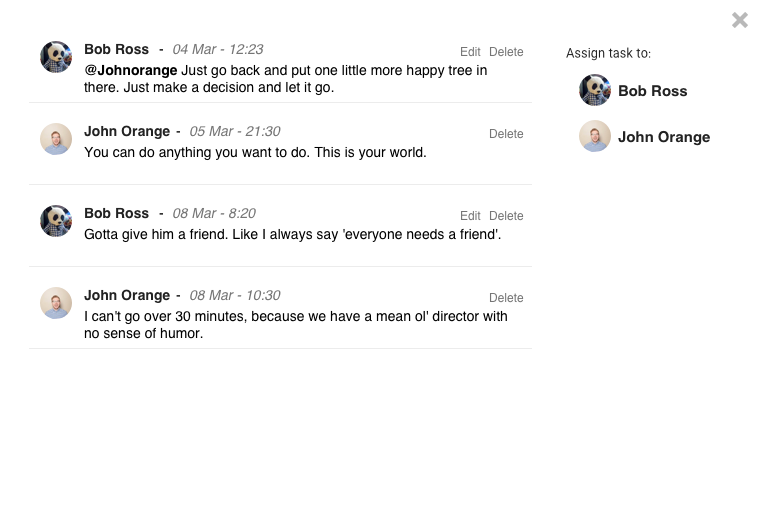 Bob Ross - 04 Mar - 12:23 Edit Delete
@Johnorange Just go back and put one little more happy tree in
there. Just make a decision and let it go.
John Orange - 05 Mar - 21:30 Delete
You can do anything you want to do. This is your world.
Bob Ross - 08 Mar - 8:20 Edit Delete
Gotta give him a friend. Like I always say 'everyone needs a friend'.
John Orange - 08 Mar - 10:30 Delete
I can't go over 30 minutes, because we have a mean ol' director with
no sense of humor.
Assign task to:
Bob Ross
John Orange